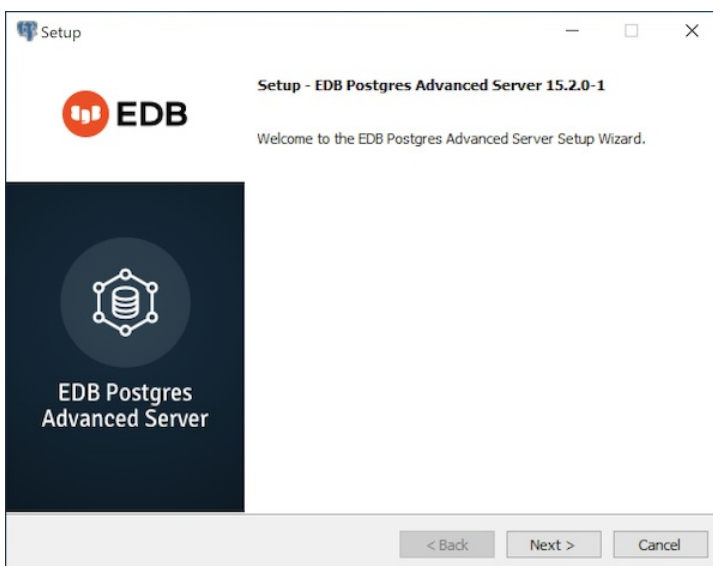 Setup
EDB
Setup - EDB Postgres Advanced Server 15.2.0-1
Welcome to the EDB Postgres Advanced Server Setup Wizard.
EDB Postgres
Advanced Server
< Back
Next >
Cancel